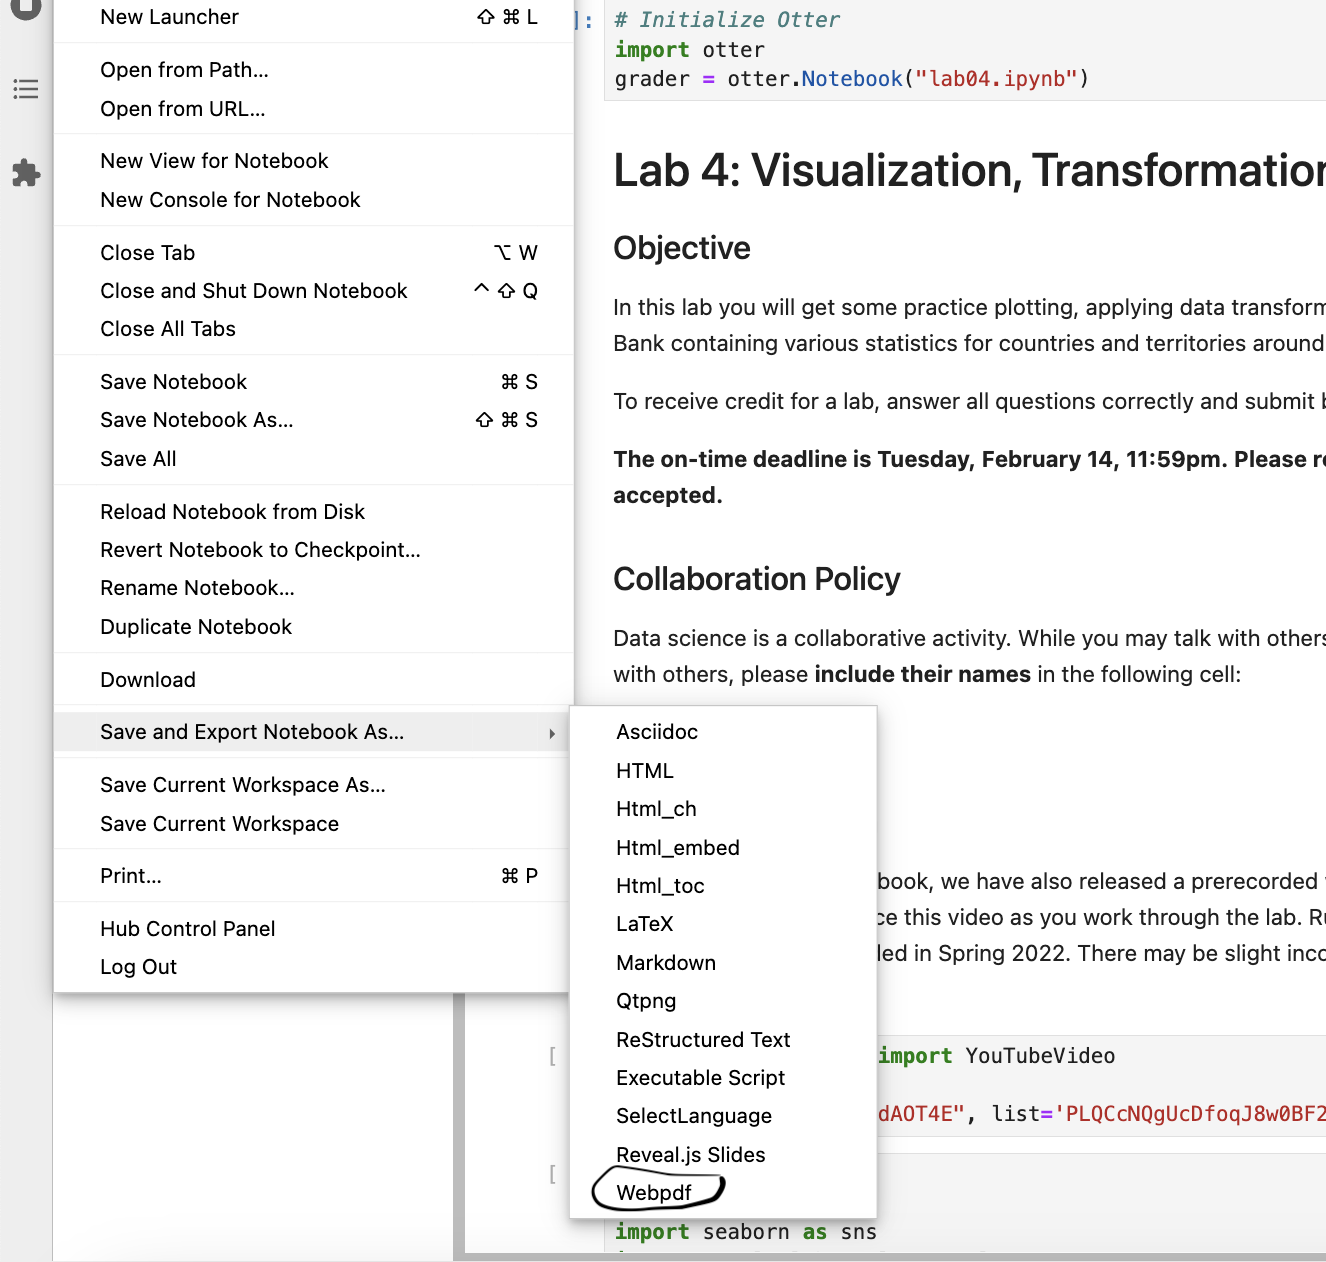 New Launcher ⇧ ⌘ L
Open from Path...
Open from URL...
New View for Notebook
New Console for Notebook
Close Tab ⌥ W
Close and Shut Down Notebook ^ ⇧ Q
Close All Tabs
Save Notebook ⌘ S
Save Notebook As... ⇧ ⌘ S
Save All
Reload Notebook from Disk
Revert Notebook to Checkpoint...
Rename Notebook...
Duplicate Notebook
Download
Save and Export Notebook As...
Save Current Workspace As...
Save Current Workspace
Print... ⌘ P
Hub Control Panel
Log Out
Asciidoc
HTML
Html_ch
Html_embed
Html_toc
LaTeX
Markdown
Qtpng
ReStructured Text
Executable Script
SelectLanguage
Reveal.js Slides
Webpdf
]: # Initialize Otter
import otter
grader = otter.Notebook("lab04.ipynb")
Lab 4: Visualization, Transformation
Objective
In this lab you will get some practice plotting, applying data transform
Bank containing various statistics for countries and territories around
To receive credit for a lab, answer all questions correctly and submit
The on-time deadline is Tuesday, February 14, 11:59pm. Please
accepted.
Collaboration Policy
Data science is a collaborative activity. While you may talk with others
with others, please include their names in the following cell:
book, we have also released a prerecorded
ce this video as you work through the lab.
led in Spring 2022. There may be slight inco
[ import YouTubeVideo
dAOT4E", list='PLQCcNQgUcDfoqJ8w0BF2
[
import seaborn as sns